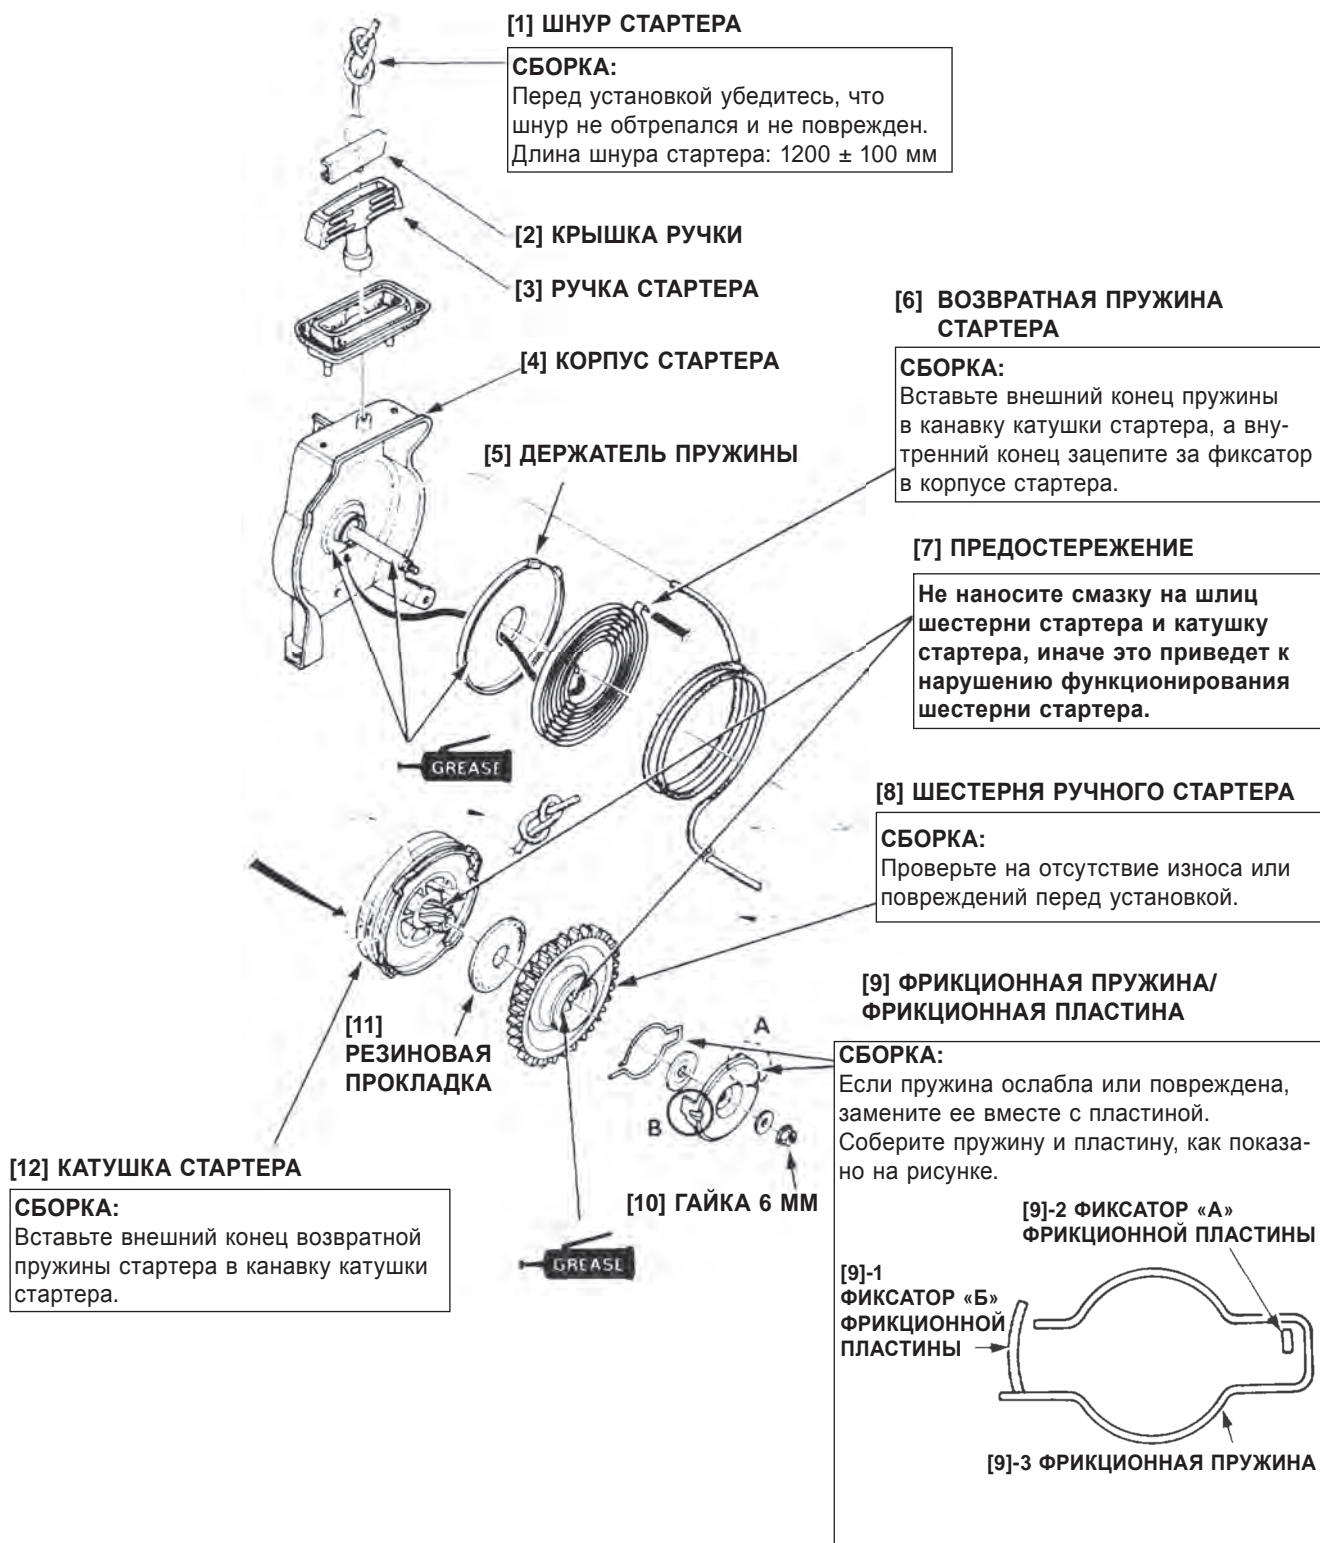 [1] ШНУР СТАРТЕРА
СБОРКА:
Перед установкой убедитесь, что
шнур не обтрепался и не поврежден.
Длина шнура стартера: 1200 ± 100 мм
[2] КРЫШКА РУЧКИ
[3] РУЧКА СТАРТЕРА
[4] КОРПУС СТАРТЕРА
[5] ДЕРЖАТЕЛЬ ПРУЖИНЫ
[6] ВОЗВРАТНАЯ ПРУЖИНА
СТАРТЕРА
СБОРКА:
Вставьте внешний конец пружины
в канавку катушки стартера, а вну-
тренний конец зацепите за фиксатор
в корпусе стартера.
[7] ПРЕДОСТЕРЕЖЕНИЕ
Не наносите смазку на шлиц
шестерни стартера и катушку
стартера, иначе это приведет к
нарушению функционирования
шестерни стартера.
GREASE
[8] ШЕСТЕРНЯ РУЧНОГО СТАРТЕРА
СБОРКА:
Проверьте на отсутствие износа или
повреждений перед установкой.
[9] ФРИКЦИОННАЯ ПРУЖИНА/
ФРИКЦИОННАЯ ПЛАСТИНА
СБОРКА:
Если пружина ослабла или повреждена,
замените ее вместе с пластиной.
Соберите пружину и пластину, как показа-
но на рисунке.
[9]-2 ФИКСАТОР «А»
ФРИКЦИОННОЙ ПЛАСТИНЫ
[9]-1
ФИКСАТОР «Б»
ФРИКЦИОННОЙ
ПЛАСТИНЫ
[9]-3 ФРИКЦИОННАЯ ПРУЖИНА
A
B
[10] ГАЙКА 6 ММ
GREASE
[11]
РЕЗИНОВАЯ
ПРОКЛАДКА
[12] КАТУШКА СТАРТЕРА
СБОРКА:
Вставьте внешний конец возвратной
пружины стартера в канавку катушки
стартера.